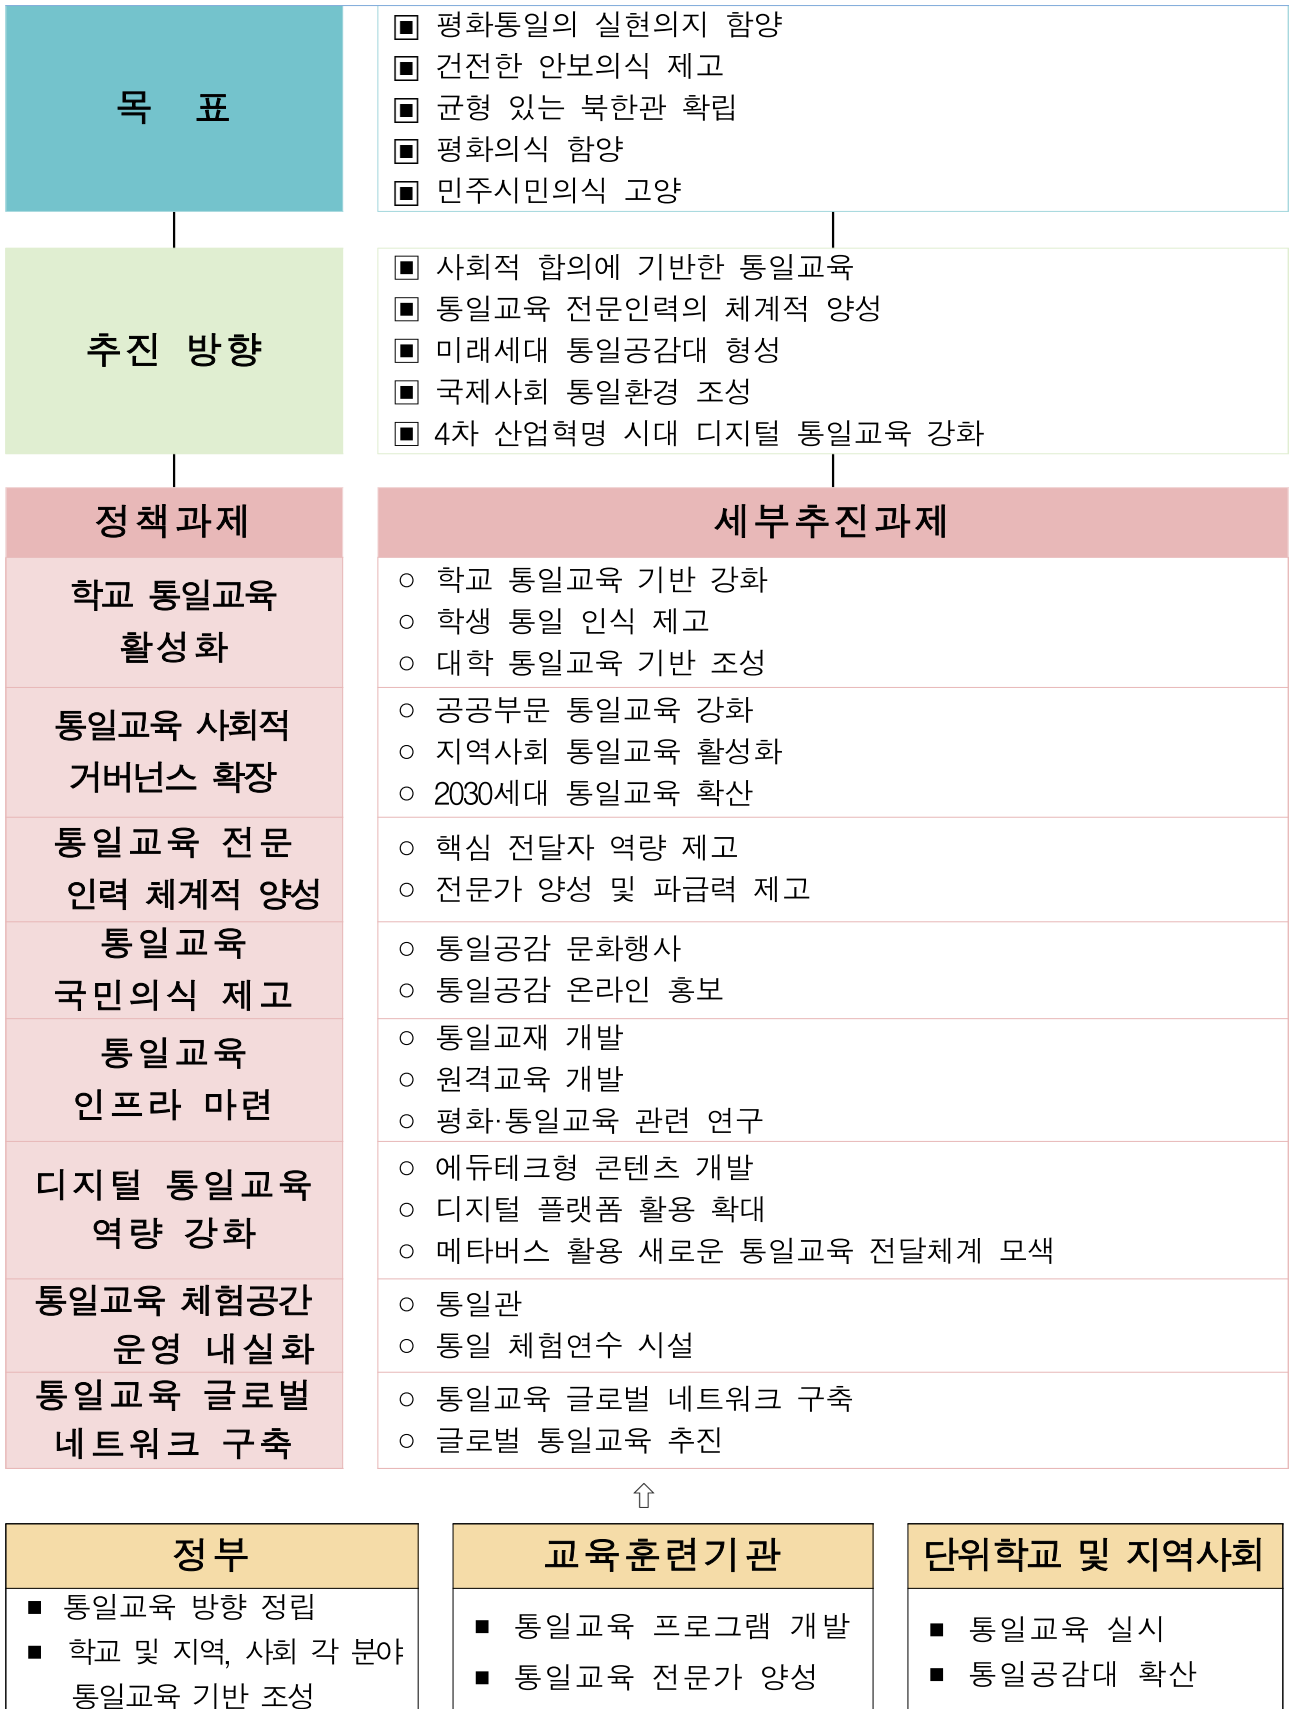 목 표
▣ 평화통일의 실현의지 함양
▣ 건전한 안보의식 제고
▣ 균형 있는 북한관 확립
▣ 평화의식 함양
▣ 민주시민의식 고양
추진 방향
▣ 사회적 합의에 기반한 통일교육
▣ 통일교육 전문인력의 체계적 양성
▣ 미래세대 통일공감대 형성
▣ 국제사회 통일환경 조성
▣ 4차 산업혁명 시대 디지털 통일교육 강화
정책과제
세부추진과제
학교 통일교육
활성화
○ 학교 통일교육 기반 강화
○ 학생 통일 인식 제고
○ 대학 통일교육 기반 조성
통일교육 사회적
거버넌스 확장
○ 공공부문 통일교육 강화
○ 지역사회 통일교육 활성화
○ 2030세대 통일교육 확산
통일교육 전문
인력 체계적 양성
○ 핵심 전달자 역량 제고
○ 전문가 양성 및 파급력 제고
통일교육
국민의식 제고
○ 통일공감 문화행사
○ 통일공감 온라인 홍보
통일교육
인프라 마련
○ 통일교재 개발
○ 원격교육 개발
○ 평화·통일교육 관련 연구
디지털 통일교육
역량 강화
○ 에듀테크형 콘텐츠 개발
○ 디지털 플랫폼 활용 확대
○ 메타버스 활용 새로운 통일교육 전달체계 모색
통일교육 체험공간
운영 내실화
○ 통일관
○ 통일 체험연수 시설
통일교육 글로벌
네트워크 구축
○ 통일교육 글로벌 네트워크 구축
○ 글로벌 통일교육 추진
⇧
정부
■ 통일교육 방향 정립
■ 학교 및 지역, 사회 각 분야
통일교육 기반 조성
교육훈련기관
■ 통일교육 프로그램 개발
■ 통일교육 전문가 양성
단위학교 및 지역사회
■ 통일교육 실시
■ 통일공감대 확산